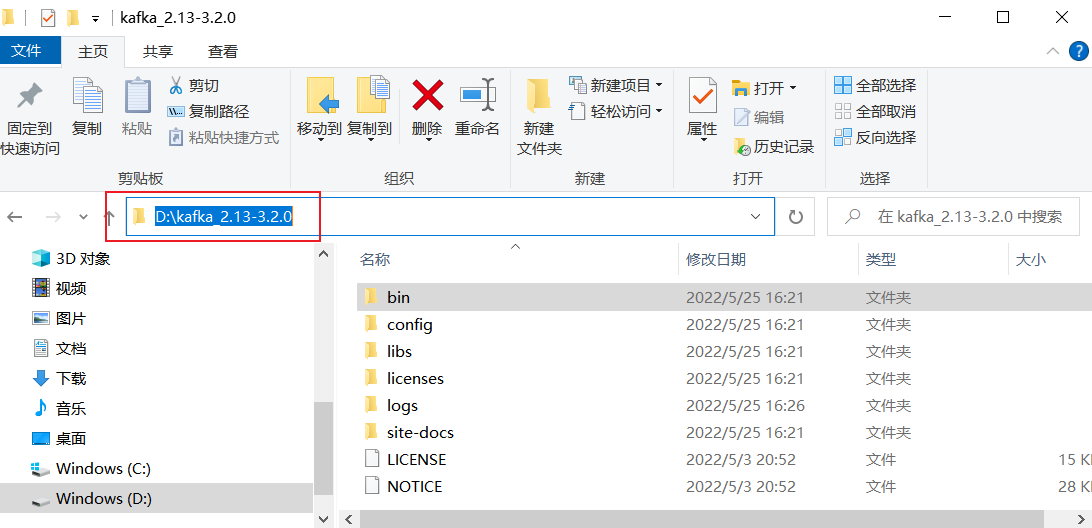 kafka_2.13-3.2.0
文件 主页 共享 查看
固定到快速访问
复制
粘贴
剪切
复制路径
粘贴快捷方式
移动到 复制到
删除 重命名
新建文件夹
新建项目
轻松访问
属性
打开
编辑
历史记录
全部选择
全部取消
反向选择
剪贴板 组织 新建 打开 选择
D:\kafka_2.13-3.2.0
在 kafka_2.13-3.2.0 中搜索
3D 对象
视频
图片
文档
下载
音乐
桌面
Windows (C:)
Windows (D:)
名称 修改日期 类型 大小
bin 2022/5/25 16:21 文件夹
config 2022/5/25 16:21 文件夹
libs 2022/5/25 16:21 文件夹
licenses 2022/5/25 16:21 文件夹
logs 2022/5/25 16:26 文件夹
site-docs 2022/5/25 16:21 文件夹
LICENSE 2022/5/3 20:52 文件 15
NOTICE 2022/5/3 20:52 文件 28